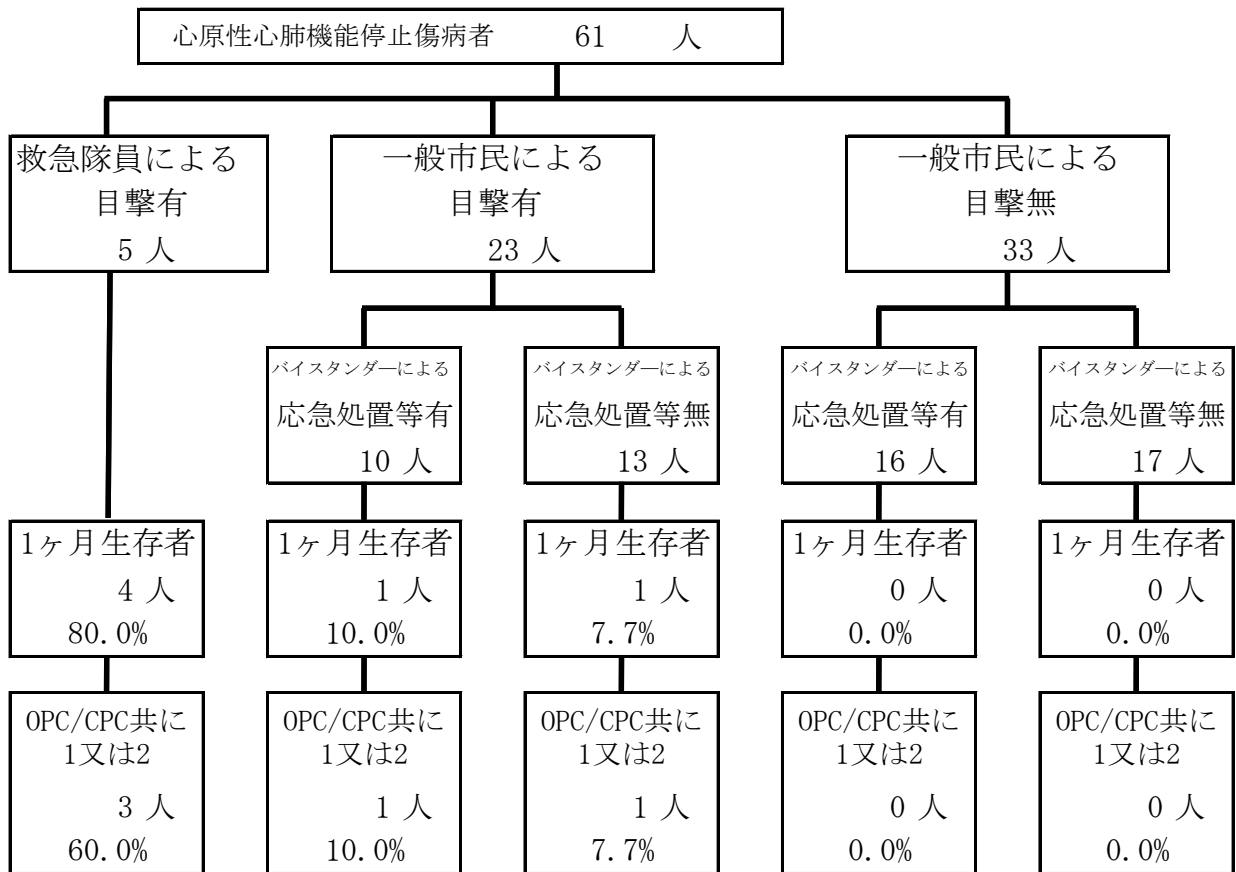 心原性心肺機能停止傷病者 61 人
救急隊員による
目撃有
5 人
一般市民による
目撃有
23 人
一般市民による
目撃無
33 人
バイスタンダ―による
応急処置等有
10 人
バイスタンダ―による
応急処置等無
13 人
バイスタンダ―による
応急処置等有
16 人
バイスタンダ―による
応急処置等無
17 人
1ヶ月生存者
4 人
80.0%
1ヶ月生存者
1 人
10.0%
1ヶ月生存者
1 人
7.7%
1ヶ月生存者
0 人
0.0%
1ヶ月生存者
0 人
0.0%
OPC/CPC共に
1又は2
3 人
60.0%
OPC/CPC共に
1又は2
1 人
10.0%
OPC/CPC共に
1又は2
1 人
7.7%
OPC/CPC共に
1又は2
0 人
0.0%
OPC/CPC共に
1又は2
0 人
0.0%